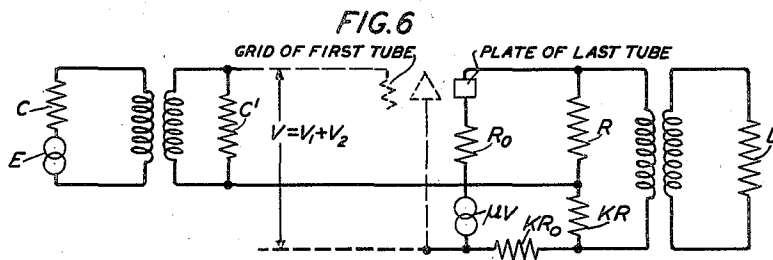 FIG.6
GRID OF FIRST TUBE
PLATE OF LAST TUBE
C
E
C'
V=V₁+V₂
R₀
R
L
μV
KR₀
KR